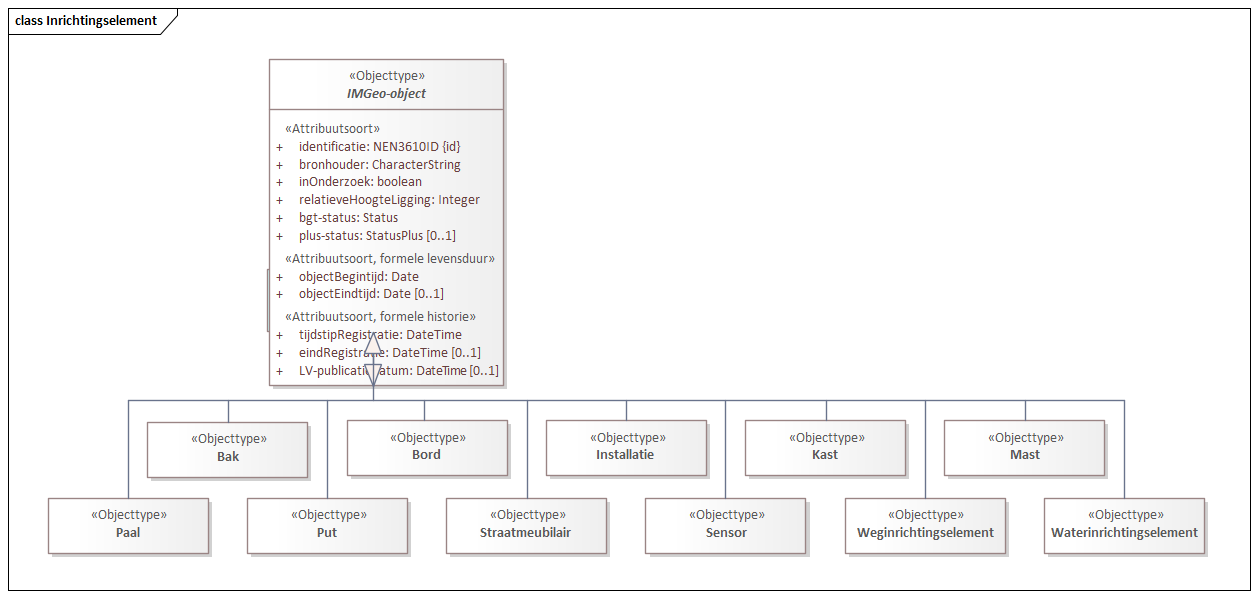 class Inrichtingselement
«Objecttype»
IMGeo-object
«Attribuutsoort»
+ identificatie: NEN3610ID {id}
+ bronhouder: CharacterString
+ inOnderzoek: boolean
+ relatieveHoogteLigging: Integer
+ bgt-status: Status
+ plus-status: StatusPlus [0..1]
«Attribuutsoort, formele levensduur»
+ objectBegintijd: Date
+ objectEindtijd: Date [0..1]
«Attribuutsoort, formele historie»
+ tijdstipRegistratie: DateTime
+ eindRegistratie: DateTime [0..1]
+ LV-publicatiedatum: DateTime [0..1]
«Objecttype»
Bak
«Objecttype»
Bord
«Objecttype»
Installatie
«Objecttype»
Kast
«Objecttype»
Mast
«Objecttype»
Paal
«Objecttype»
Put
«Objecttype»
Straatmeubilair
«Objecttype»
Sensor
«Objecttype»
Weginrichtingselement
«Objecttype»
Waterinrichtingselement